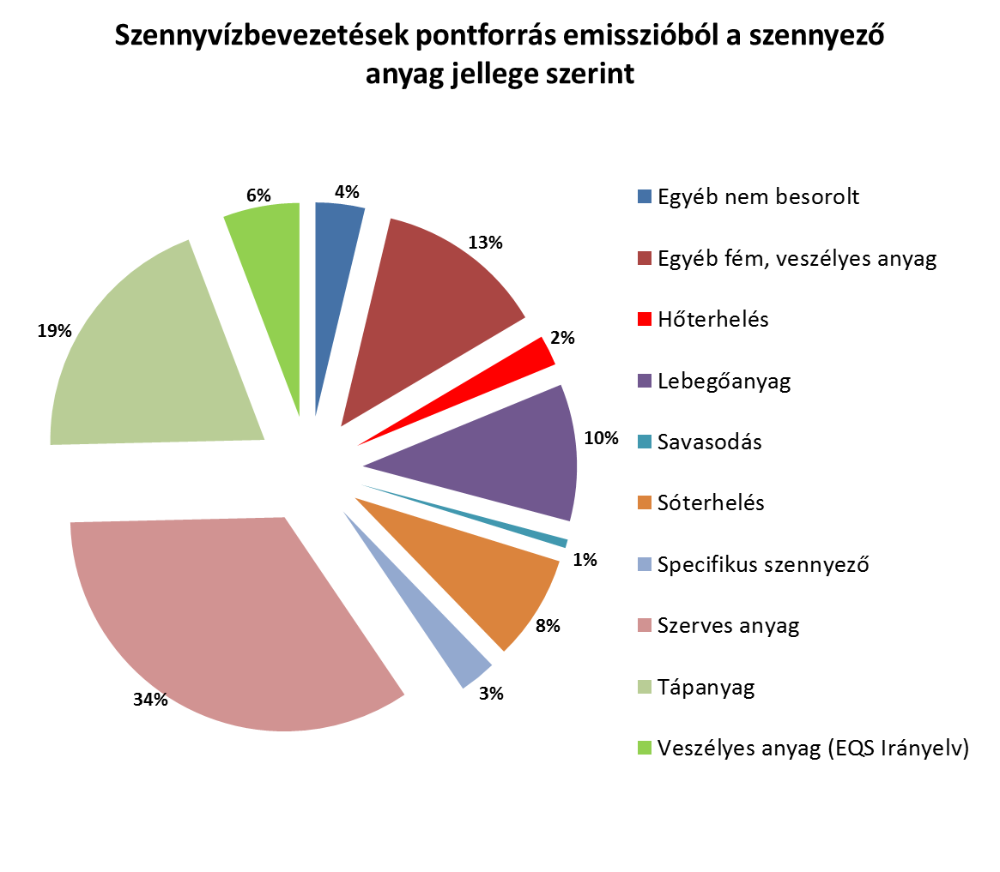 Szennyvízbevezetések pontforrás emisszióból a szennyező
anyag jellege szerint
4%
13%
2%
10%
1%
8%
3%
34%
19%
6%
Egyéb nem besorolt
Egyéb fém, veszélyes anyag
Hőterhelés
Lebegőanyag
Savasodás
Sóterhelés
Specifikus szennyező
Szerves anyag
Tápanyag
Veszélyes anyag (EQS Irányelv)